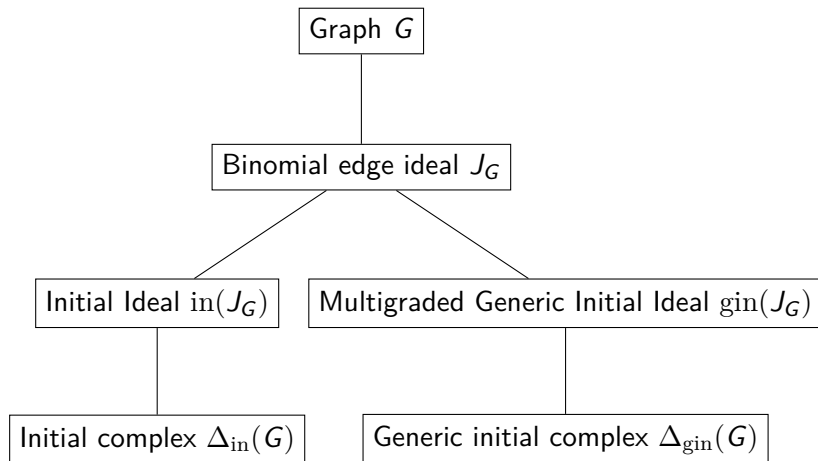 Graph G
Binomial edge ideal J_G
Initial Ideal in(J_G)
Multigraded Generic Initial Ideal gin(J_G)
Initial complex Δ_in(G)
Generic initial complex Δ_gin(G)